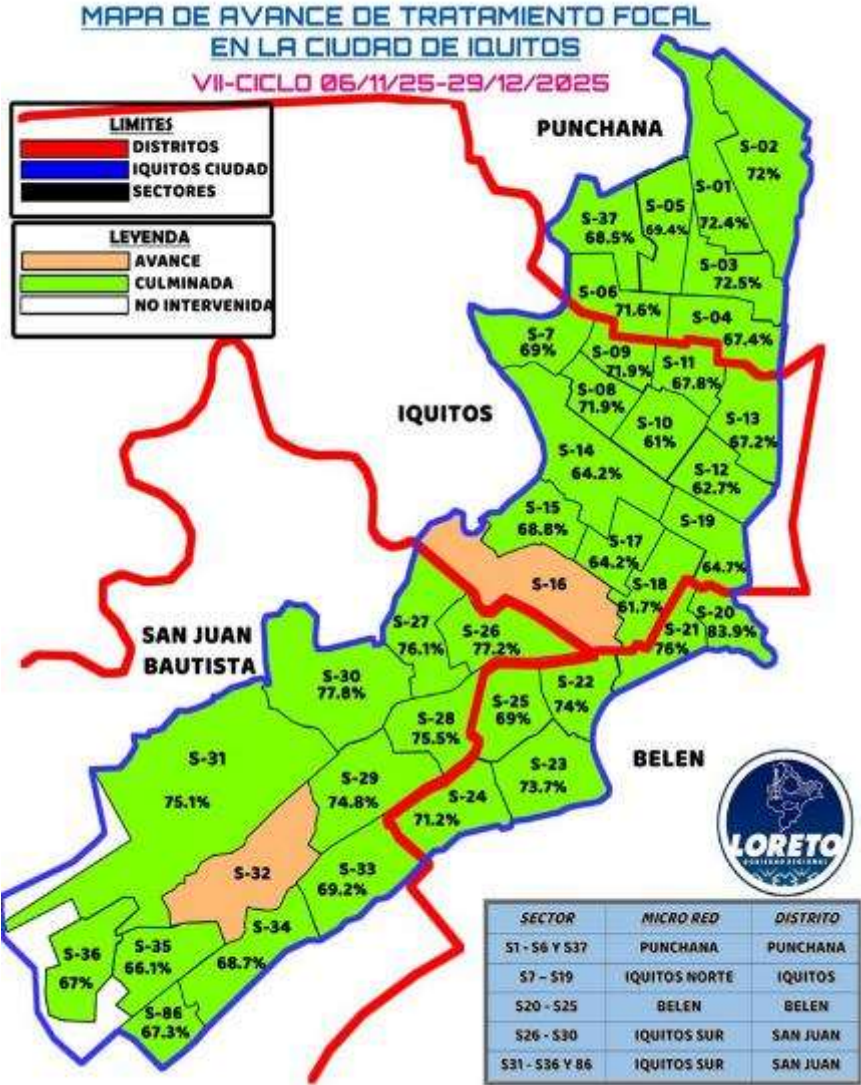 MAPA DE AVANCE DE TRATAMIENTO FOCAL
EN LA CIUDAD DE IQUITOS
VII-CICLO 06/11/25-29/12/2025
LIMITES
DISTRITOS
IQUITOS CIUDAD
SECTORES
LEYENDA
AVANCE
CULMINADA
NO INTERVENIDA
PUNCHANA
S-02
72%
S-01
72.4%
S-05
69.4%
S-37
68.5%
S-03
72.5%
S-06
71.6%
S-04
67.4%
S-7
69%
S-09
71.9%
S-11
67.8%
S-08
71.9%
IQUITOS
S-10
61%
S-13
67.2%
S-14
64.2%
S-12
62.7%
S-15
68.8%
S-19
64.7%
S-17
64.2%
S-16
S-18
61.7%
S-20
83.9%
S-21
76%
S-27
76.1%
S-26
77.2%
SAN JUAN
BAUTISTA
S-30
77.8%
S-22
74%
S-25
69%
S-28
75.5%
S-31
75.1%
BELEN
S-23
73.7%
S-29
74.8%
S-24
71.2%
S-32
S-33
69.2%
S-34
68.7%
S-35
66.1%
S-36
67%
S-86
67.3%
LORETO
GOBIERNO REGIONAL
SECTOR MICRO RED DISTRITO
S1 - S6 Y S37 PUNCHANA PUNCHANA
S7 – S19 IQUITOS NORTE IQUITOS
S20 - S25 BELEN BELEN
S26 - S30 IQUITOS SUR SAN JUAN
S31 - S36 Y 86 IQUITOS SUR SAN JUAN